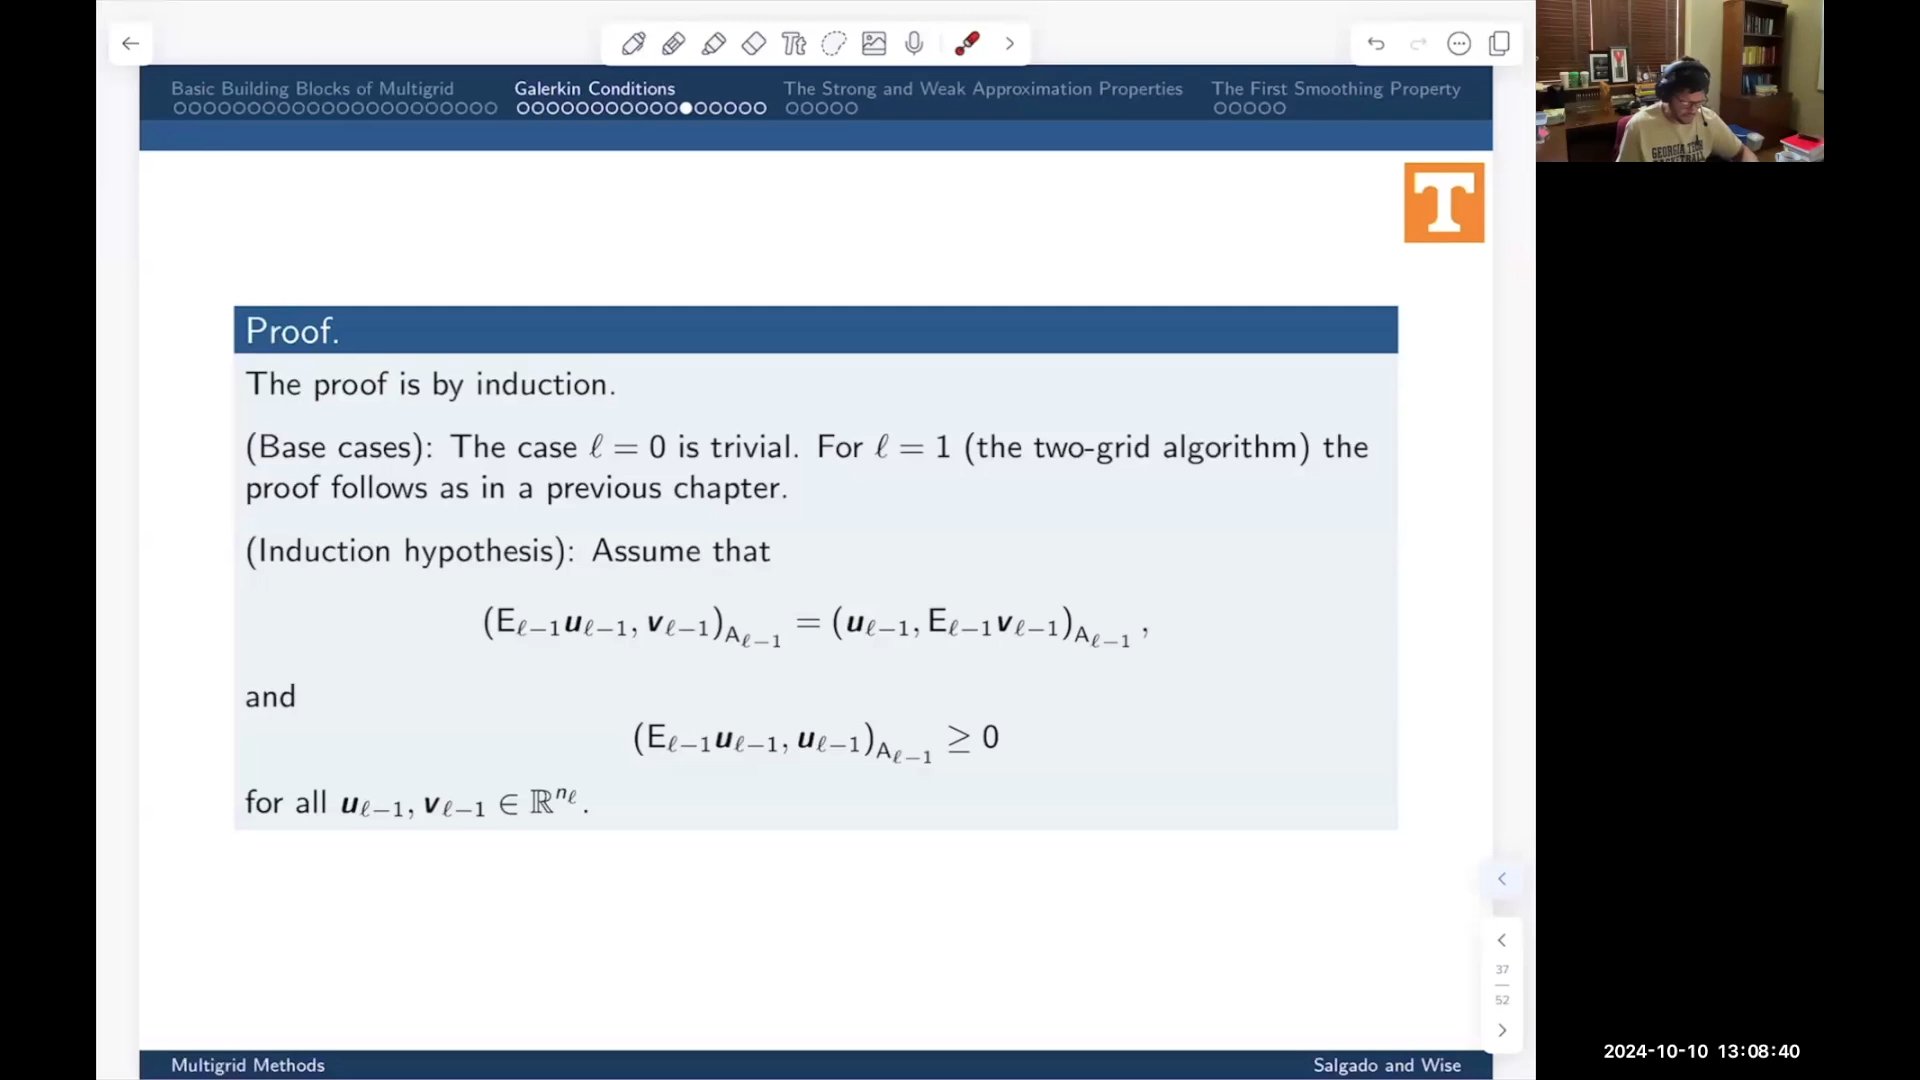 Basic Building Blocks of Multigrid
Galerkin Conditions
The Strong and Weak Approximation Properties
The First Smoothing Property
T
GEORGIA TECH
BASKETBALL
Proof.
The proof is by induction.
(Base cases): The case ℓ = 0 is trivial. For ℓ = 1 (the two-grid algorithm) the
proof follows as in a previous chapter.
(Induction hypothesis): Assume that
(E_{ℓ−1}u_{ℓ−1}, v_{ℓ−1})_{A_{ℓ−1}} = (u_{ℓ−1}, E_{ℓ−1}v_{ℓ−1})_{A_{ℓ−1}} ,
and
(E_{ℓ−1}u_{ℓ−1}, u_{ℓ−1})_{A_{ℓ−1}} ≥ 0
for all u_{ℓ−1}, v_{ℓ−1} ∈ ℝ^{n_ℓ}.
37
52
Multigrid Methods
Salgado and Wise
2024-10-10 13:08:40